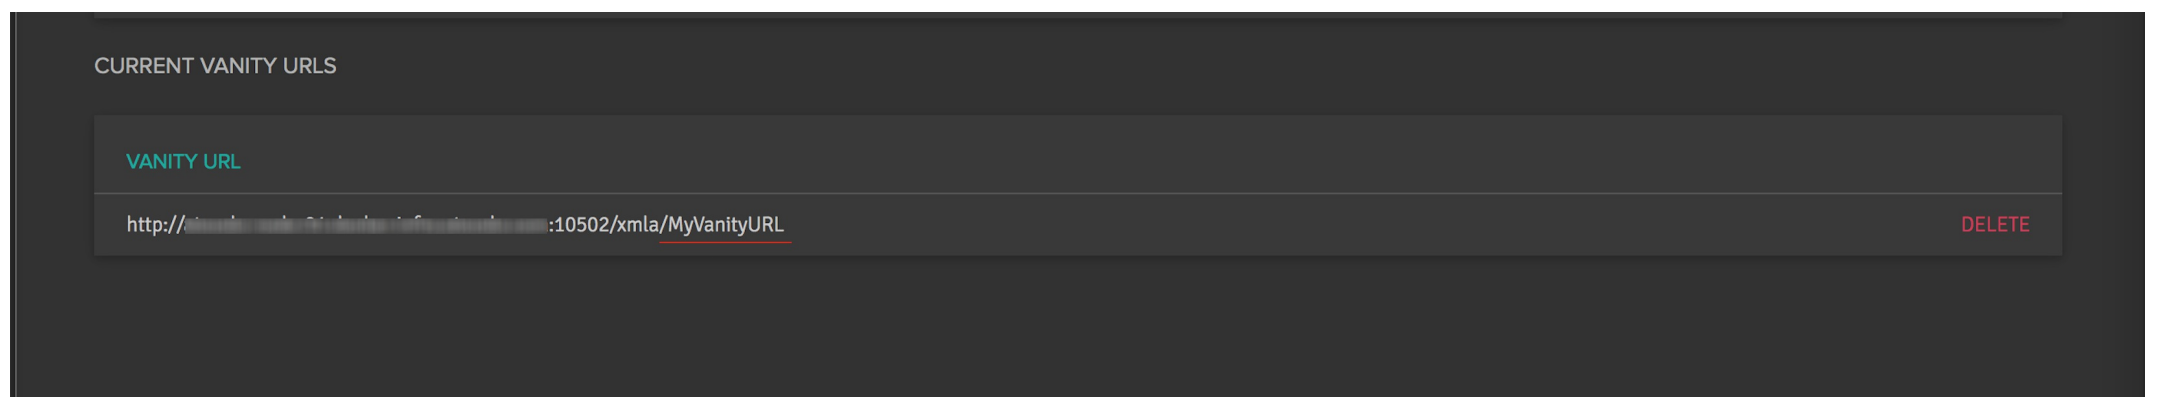 CURRENT VANITY URLS
VANITY URL
http:// :10502/xmla/MyVanityURL DELETE